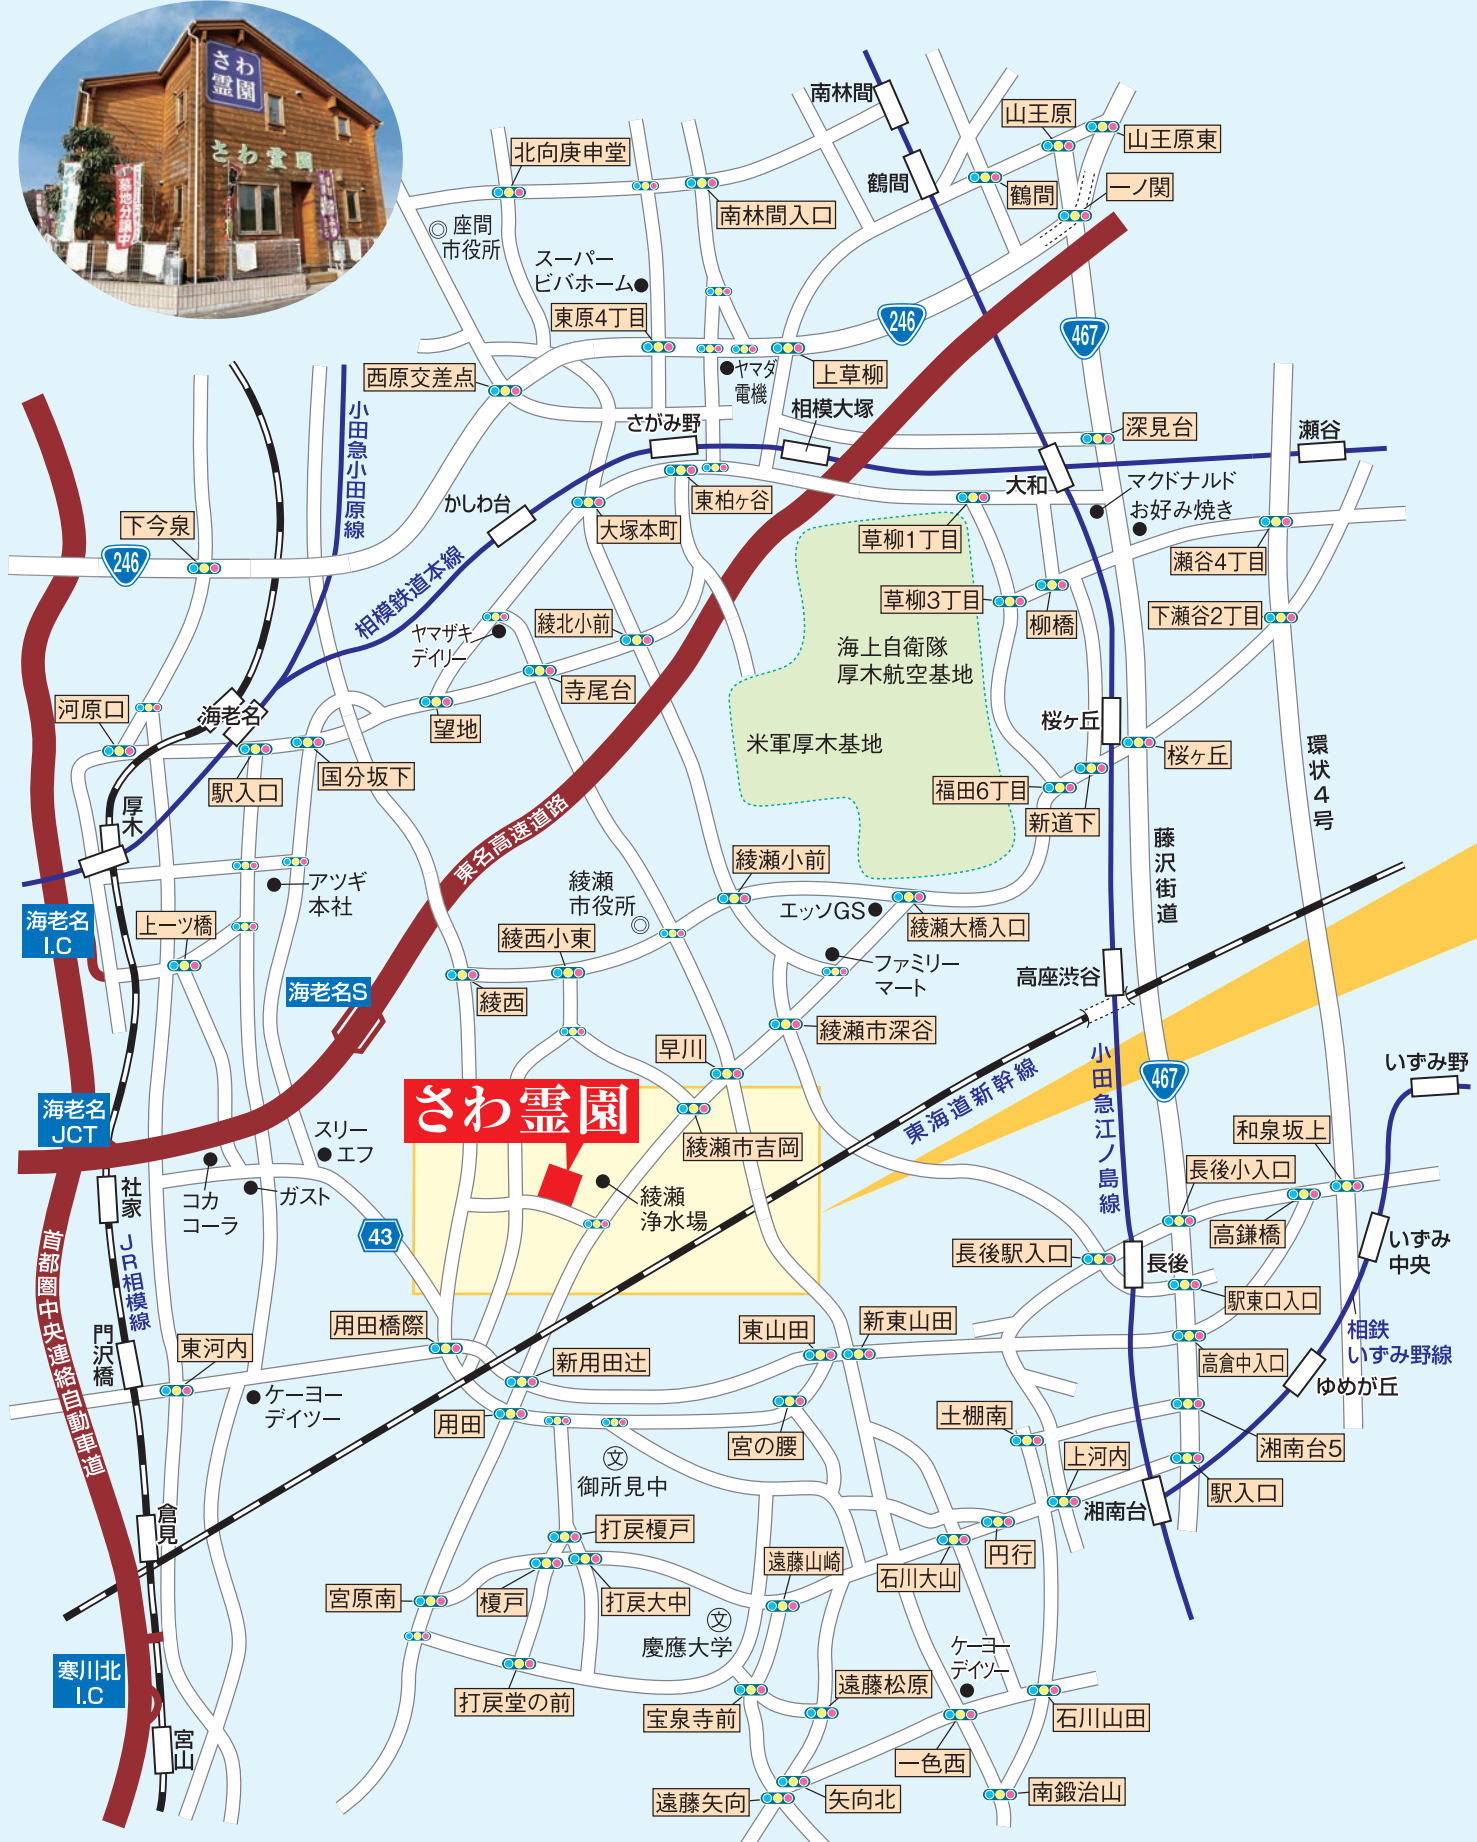 さわ
霊園
さわ霊園
墓地分譲中
南林間
山王原
山王原東
北向庚申堂
鶴間
鶴間
一ノ関
南林間入口
座間
市役所
スーパー
ビバホーム
東原4丁目
246
467
西原交差点
ヤマダ
電機
上草柳
相模大塚
さがみ野
深見台
瀬谷
小田急小田原線
かしわ台
東柏ヶ谷
大和
マクドナルド
お好み焼き
下今泉
大塚本町
草柳1丁目
瀬谷4丁目
246
相模鉄道本線
ヤマザキ
デイリー
綾北小前
草柳3丁目
柳橋
下瀬谷2丁目
海上自衛隊
厚木航空基地
寺尾台
河原口
海老名
望地
桜ヶ丘
米軍厚木基地
桜ヶ丘
環状4号
国分坂下
駅入口
福田6丁目
新道下
厚木
東名高速道路
藤沢街道
綾瀬小前
アツギ
本社
綾瀬
市役所
エッソGS
海老名
I.C
上一ツ橋
綾西小東
綾瀬大橋入口
ファミリー
マート
高座渋谷
海老名S
綾西
綾瀬市深谷
早川
小田急江ノ島線
467
いずみ野
東海道新幹線
さわ霊園
海老名
JCT
スリー
エフ
綾瀬市吉岡
和泉坂上
長後小入口
社家
コカ
コーラ
ガスト
綾瀬
浄水場
高鎌橋
43
首都圏中央連絡自動車道
JR相模線
長後駅入口
長後
いずみ
中央
駅東口入口
用田橋際
東山田
新東山田
相鉄
いずみ野線
門沢橋
東河内
新用田辻
高倉中入口
ゆめが丘
ケーヨー
デイツー
用田
宮の腰
土棚南
湘南台5
上河内
文
御所見中
駅入口
倉見
湘南台
打戻榎戸
円行
遠藤山崎
石川大山
宮原南
榎戸
打戻大中
文
慶應大学
ケーヨー
デイツー
寒川北
I.C
打戻堂の前
遠藤松原
宝泉寺前
石川山田
宮山
一色西
遠藤矢向
矢向北
南鍛治山